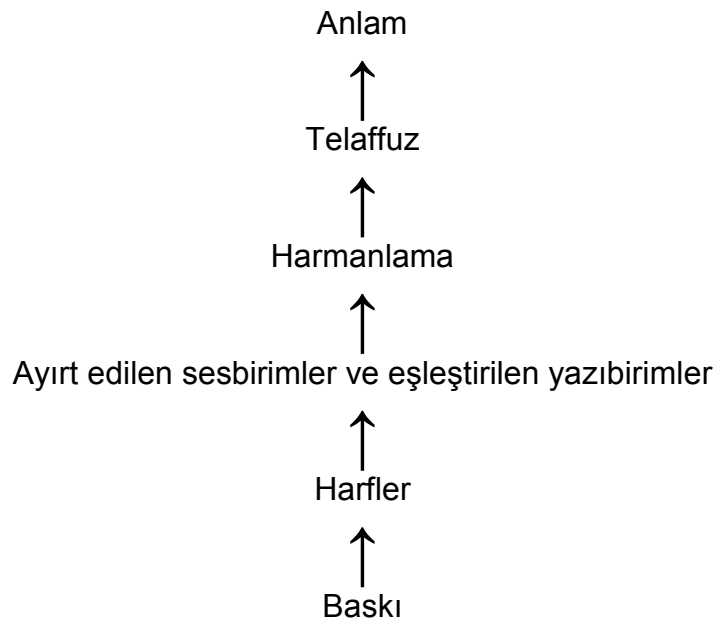 Anlam
Telaffuz
Harmanlama
Ayırt edilen sesbirimler ve eşleştirilen yazıbirimler
Harfler
Baskı